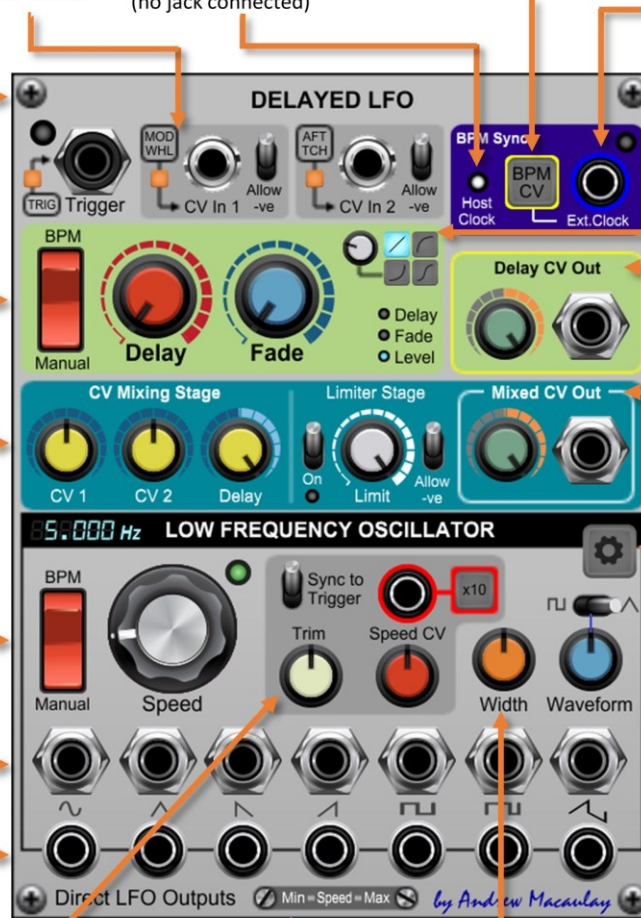 (no jack connected)
DELAYED LFO
MOD
WHL
AFT
TCH
BPM Sync
BPM
CV
TRIG Trigger
CV In 1
Allow
-ve
CV In 2
Allow
-ve
Host
Clock
Ext.Clock
BPM
Manual
Delay
Fade
Delay
Fade
Level
Delay CV Out
CV Mixing Stage
Limiter Stage
Mixed CV Out
CV 1
CV 2
Delay
On
Limit
Allow
-ve
5.000 Hz LOW FREQUENCY OSCILLATOR
BPM
Manual
Speed
Sync to
Trigger
x10
Trim
Speed CV
Width
Waveform
Direct LFO Outputs
Min=Speed=Max
by Andrew Macaulay